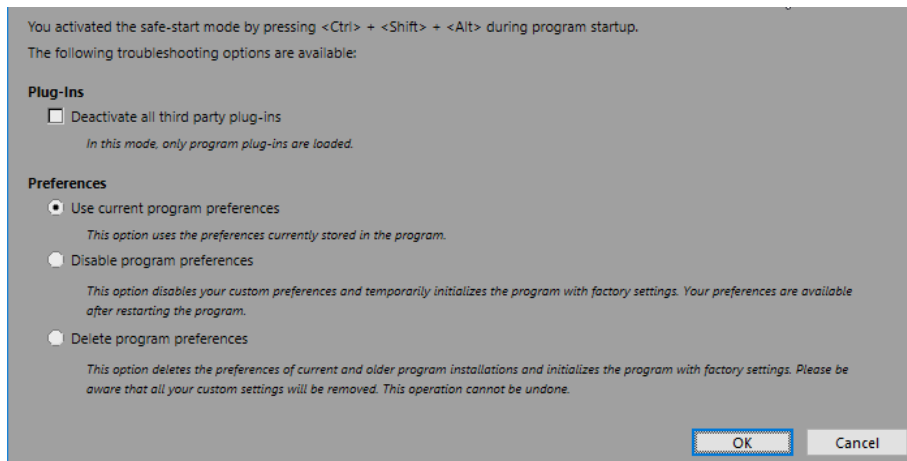 You activated the safe-start mode by pressing <Ctrl> + <Shift> + <Alt> during program startup.
The following troubleshooting options are available:
Plug-Ins
Deactivate all third party plug-ins
In this mode, only program plug-ins are loaded.
Preferences
Use current program preferences
This option uses the preferences currently stored in the program.
Disable program preferences
This option disables your custom preferences and temporarily initializes the program with factory settings. Your preferences are available
after restarting the program.
Delete program preferences
This option deletes the preferences of current and older program installations and initializes the program with factory settings. Please be
aware that all your custom settings will be removed. This operation cannot be undone.
OK Cancel